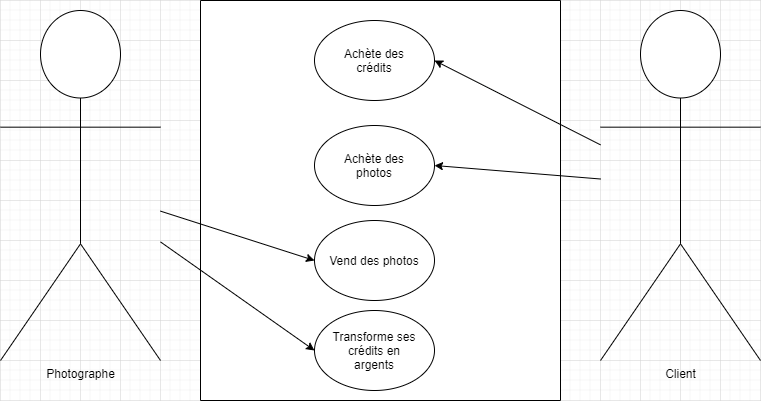 Achète des
crédits
Achète des
photos
Vend des photos
Transforme ses
crédits en
argents
Photographe
Client